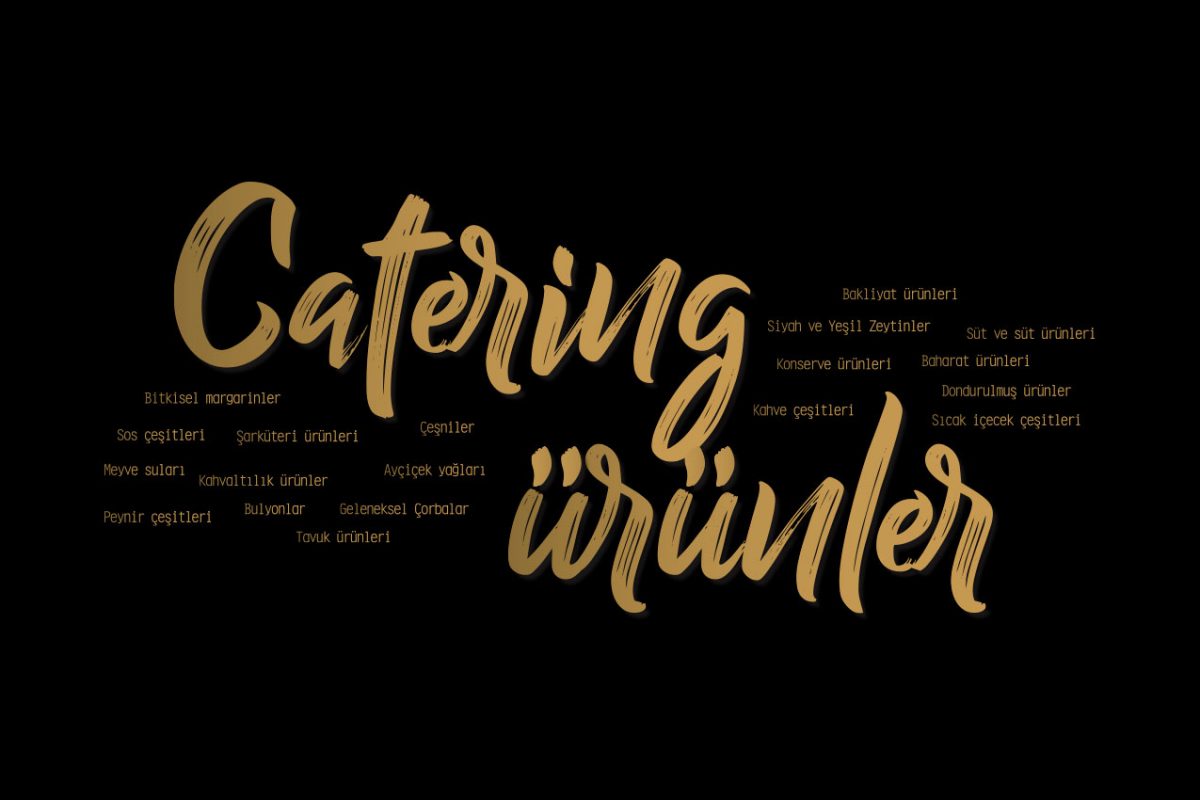 Catering
ürünler
Bakliyat ürünleri
Siyah ve Yeşil Zeytinler
Süt ve süt ürünleri
Konserve ürünleri
Baharat ürünleri
Dondurulmuş ürünler
Kahve çeşitleri
Sıcak içecek çeşitleri
Bitkisel margarinler
Çeşniler
Sos çeşitleri
Şarküteri ürünleri
Meyve suları
Ayçiçek yağları
Kahvaltılık ürünler
Bulyonlar
Geleneksel Çorbalar
Peynir çeşitleri
Tavuk ürünleri